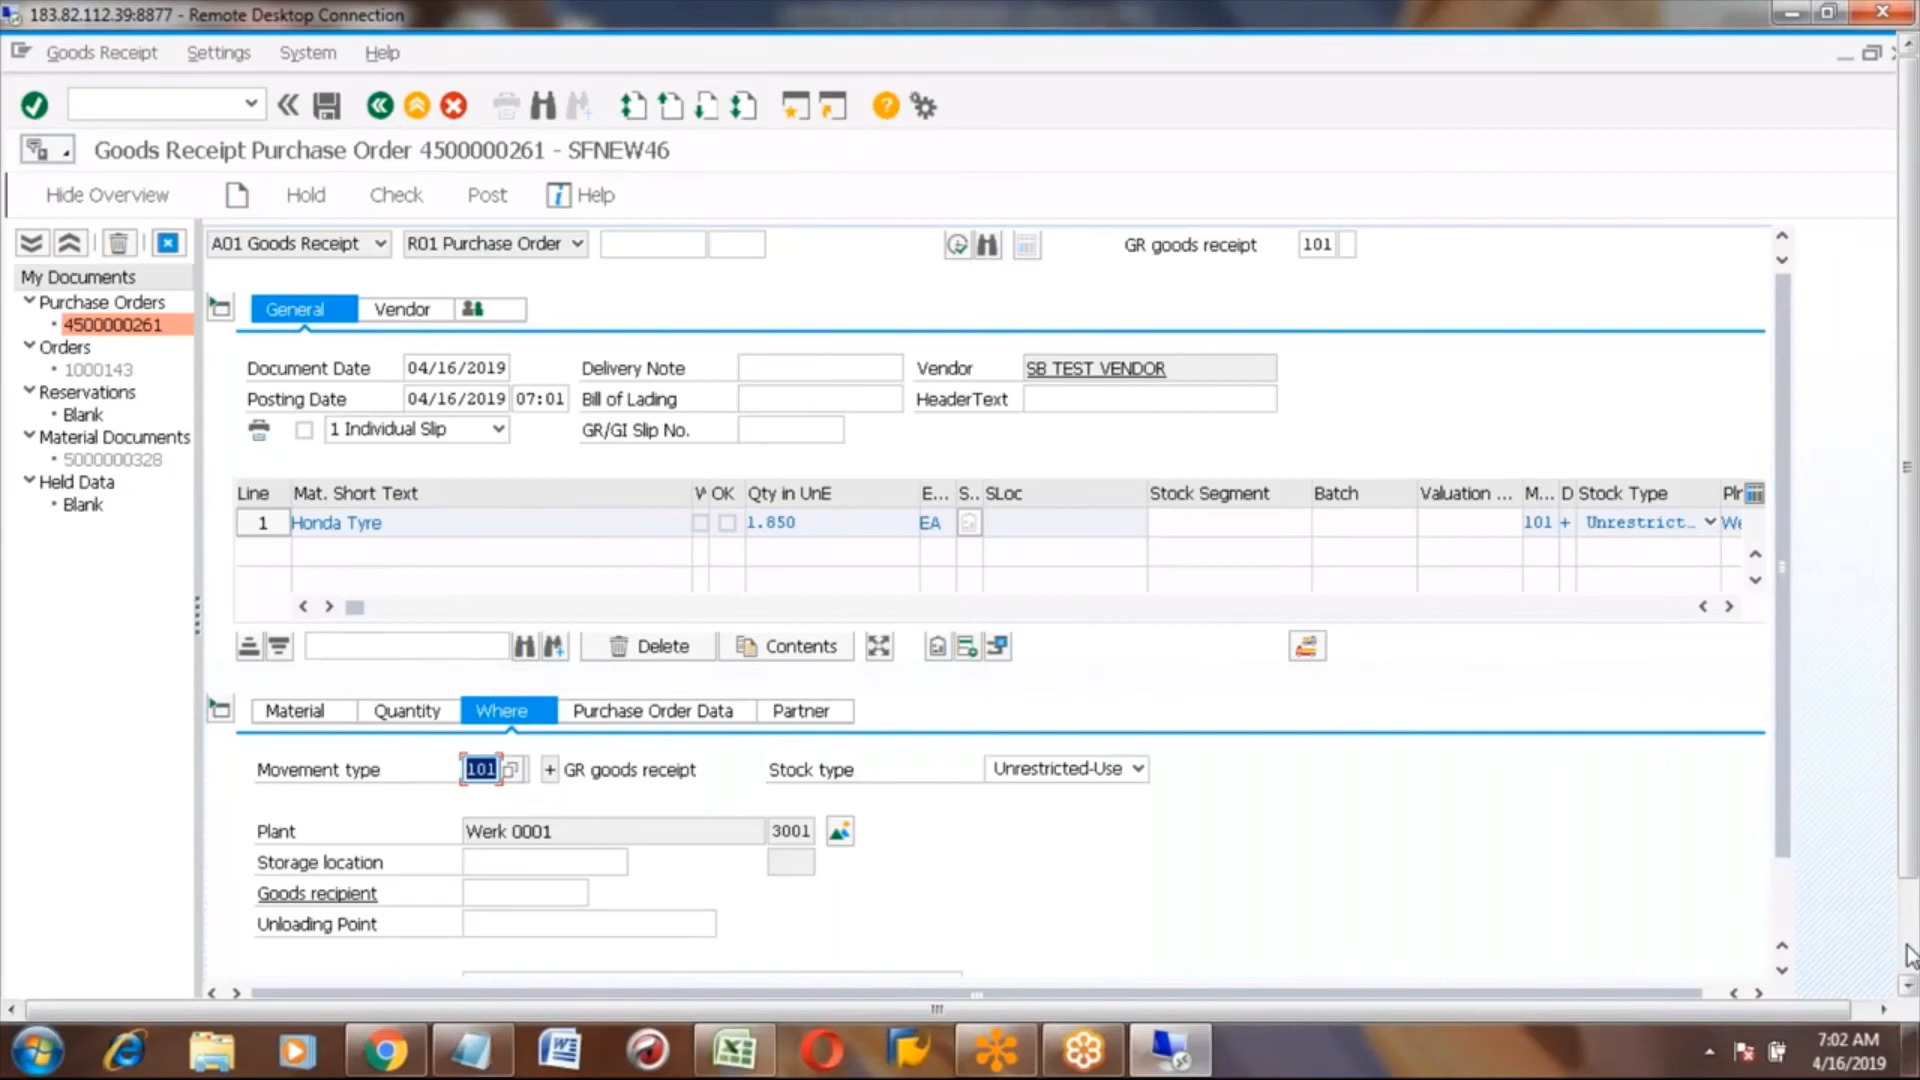 183.82.112.39:8877 - Remote Desktop Connection
Goods Receipt Settings System Help
Goods Receipt Purchase Order 4500000261 - SFNEW46
Hide Overview Hold Check Post Help
A01 Goods Receipt R01 Purchase Order GR goods receipt 101
My Documents
Purchase Orders
4500000261
Orders
1000143
Reservations
Blank
Material Documents
5000000328
Held Data
Blank
General Vendor
Document Date 04/16/2019 Delivery Note Vendor SB TEST VENDOR
Posting Date 04/16/2019 07:01 Bill of Lading HeaderText
1 Individual Slip GR/GI Slip No.
Line Mat. Short Text OK Qty in UnE E... S.. SLoc Stock Segment Batch Valuation ... M... D Stock Type
1 Honda Tyre 1.850 EA 101 + Unrestrict…
Delete Contents
Material Quantity Where Purchase Order Data Partner
Movement type 101 + GR goods receipt Stock type Unrestricted-Use
Plant Werk 0001 3001
Storage location
Goods recipient
Unloading Point
7:02 AM
4/16/2019